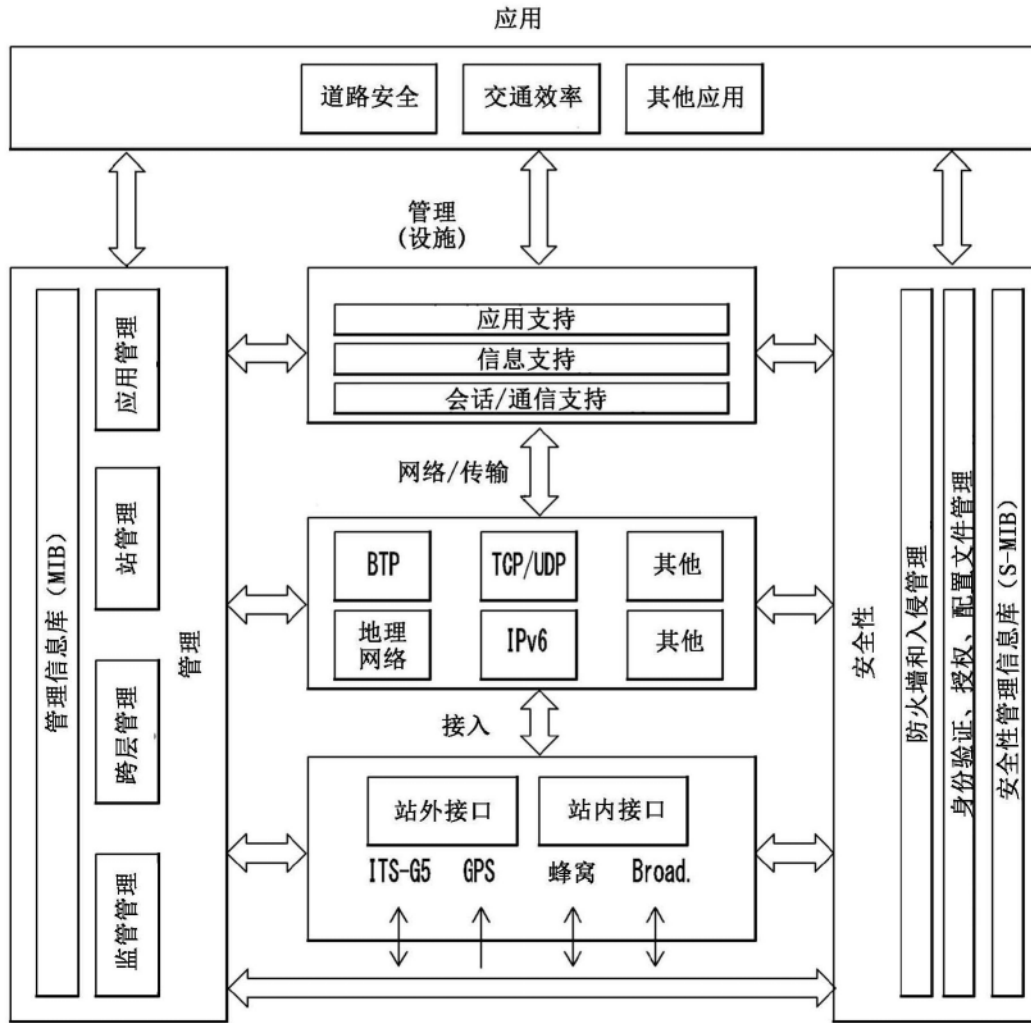 应用
道路安全
交通效率
其他应用
管理
(设施)
应用支持
信息支持
会话/通信支持
网络/传输
BTP
TCP/UDP
其他
地理
网络
IPv6
其他
接入
站外接口
站内接口
ITS-G5
GPS
蜂窝
Broad.
管理信息库(MIB)
应用管理
站管理
跨层管理
监管管理
管理
安全性
防火墙和入侵管理
身份验证、授权、配置文件管理
安全性管理信息库(S-MIB)